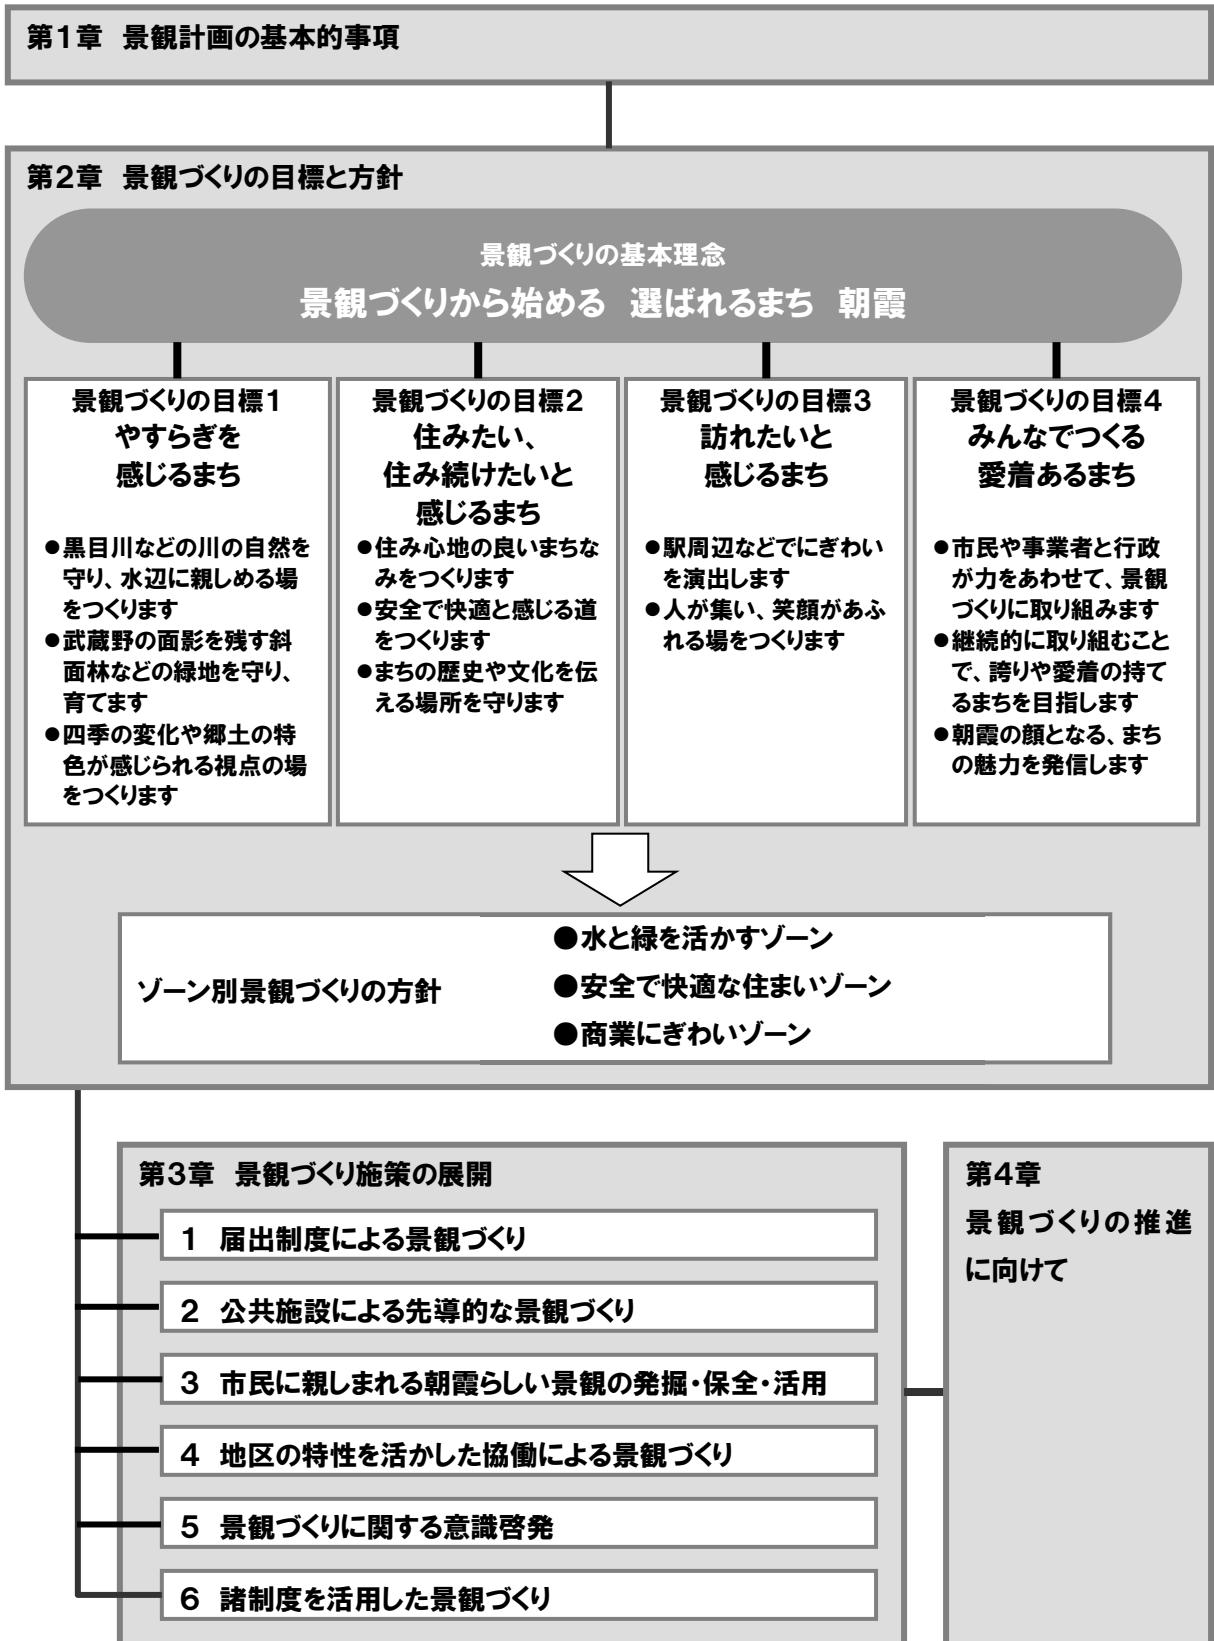 第1章 景観計画の基本的事項
第2章 景観づくりの目標と方針
景観づくりの基本理念
景観づくりから始める 選ばれるまち 朝霞
景観づくりの目標1
やすらぎを
感じるまち
●黒目川などの川の自然を
守り、水辺に親しめる場
をつくります
●武蔵野の面影を残す斜
面林などの緑地を守り、
育てます
●四季の変化や郷土の特
色が感じられる視点の場
をつくります
景観づくりの目標2
住みたい、
住み続けたいと
感じるまち
●住み心地の良いまちな
みをつくります
●安全で快適と感じる道
をつくります
●まちの歴史や文化を伝
える場所を守ります
景観づくりの目標3
訪れたいと
感じるまち
●駅周辺などでにぎわい
を演出します
●人が集い、笑顔があふ
れる場をつくります
景観づくりの目標4
みんなでつくる
愛着あるまち
●市民や事業者と行政
が力をあわせて、景観
づくりに取り組みます
●継続的に取り組むこと
で、誇りや愛着の持て
るまちを目指します
●朝霞の顔となる、まち
の魅力を発信します
ゾーン別景観づくりの方針
●水と緑を活かすゾーン
●安全で快適な住まいゾーン
●商業にぎわいゾーン
第3章 景観づくり施策の展開
1 届出制度による景観づくり
2 公共施設による先導的な景観づくり
3 市民に親しまれる朝霞らしい景観の発掘・保全・活用
4 地区の特性を活かした協働による景観づくり
5 景観づくりに関する意識啓発
6 諸制度を活用した景観づくり
第4章
景観づくりの推進
に向けて